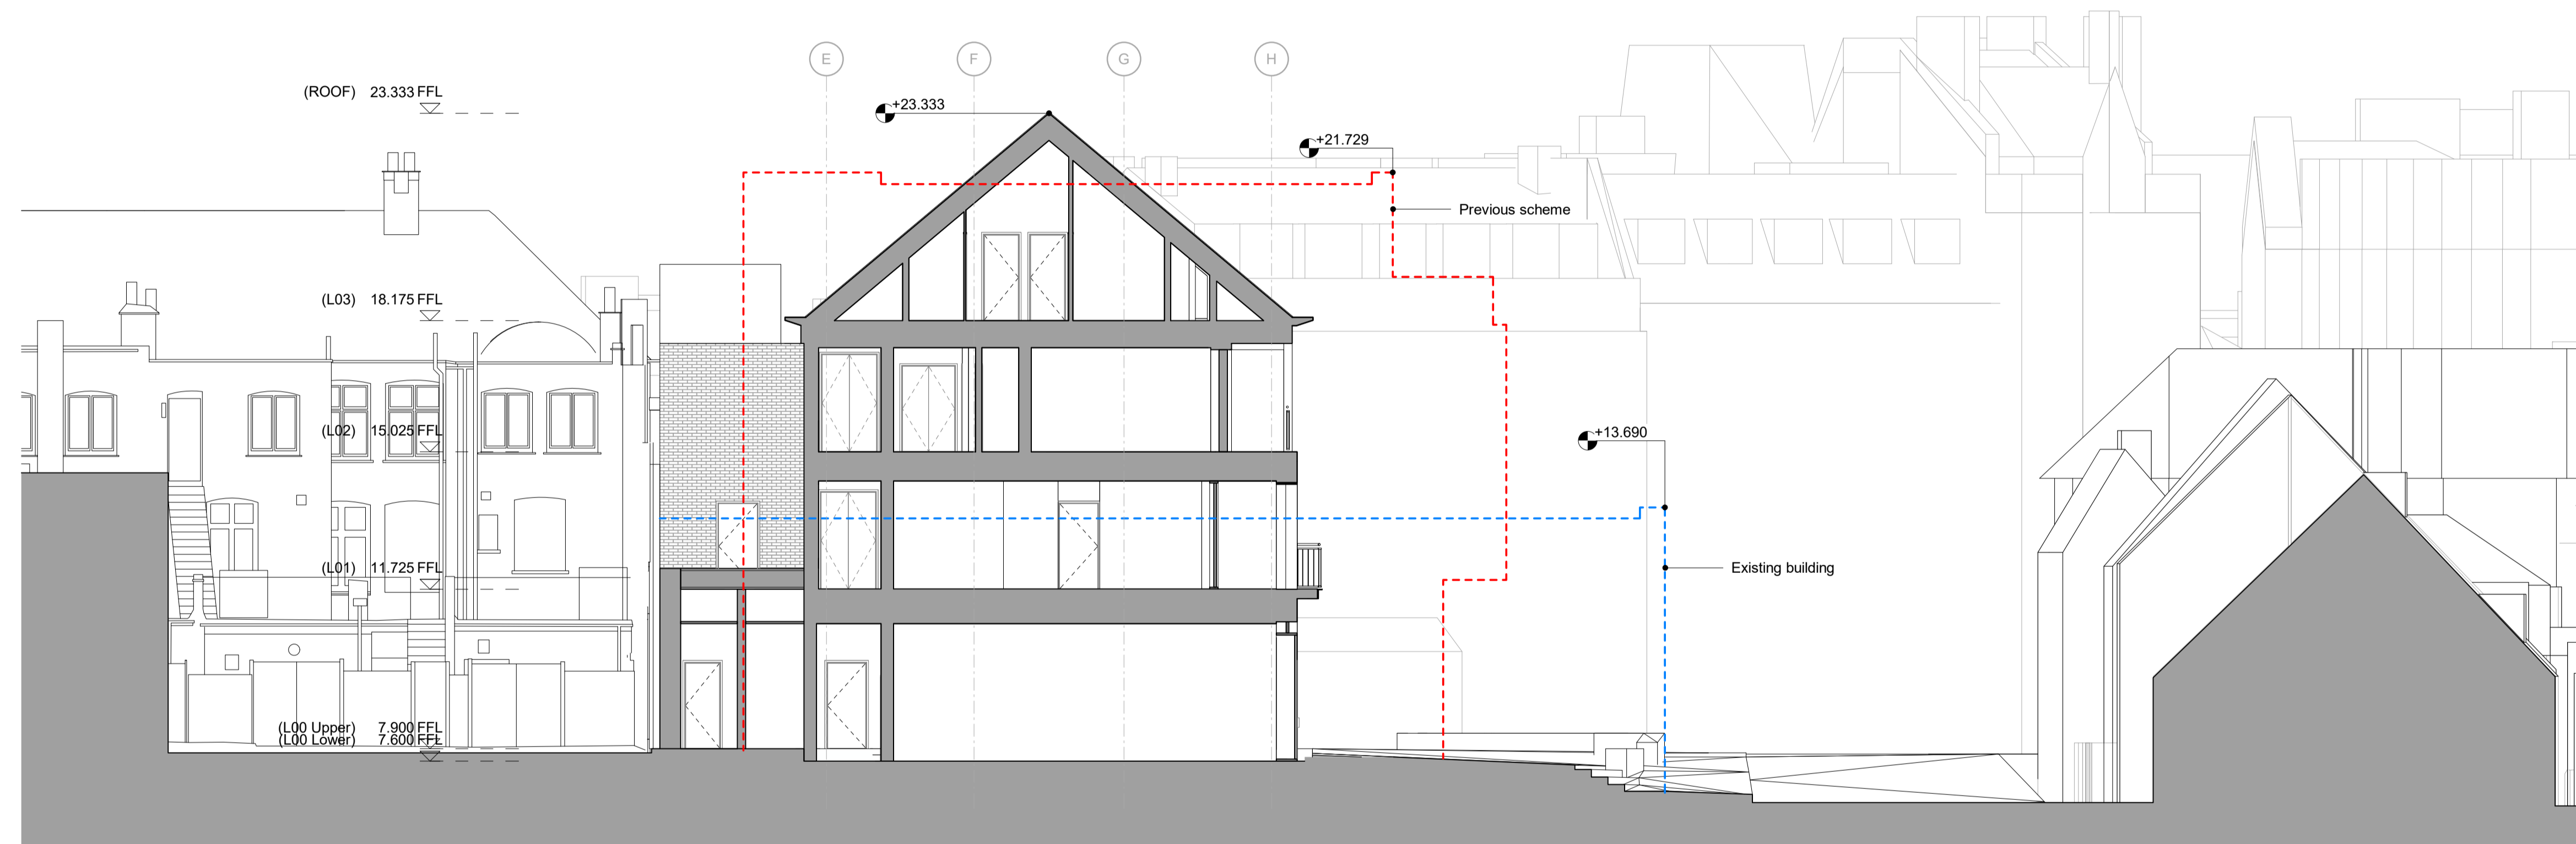 E
F
G
H
(ROOF) 23.333 FFL
+23.333
+21.729
Previous scheme
(L03) 18.175 FFL
(L02) 15.025 FFL
+13.690
(L01) 11.725 FFL
Existing building
(L00 Upper) 7.900 FFL
(L00 Lower) 7.600 FFL